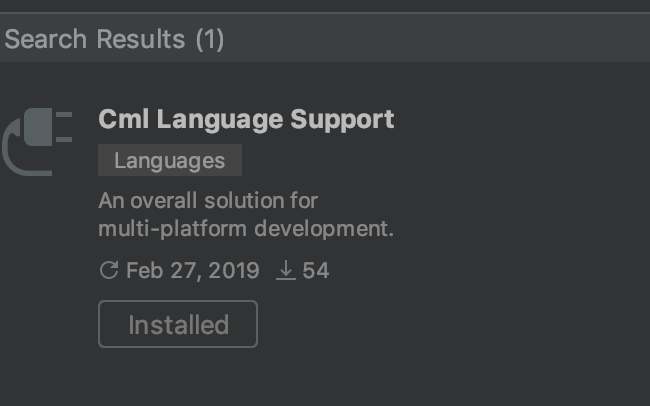 Search Results (1)
Cml Language Support
Languages
An overall solution for
multi-platform development.
Feb 27, 2019 54
Installed